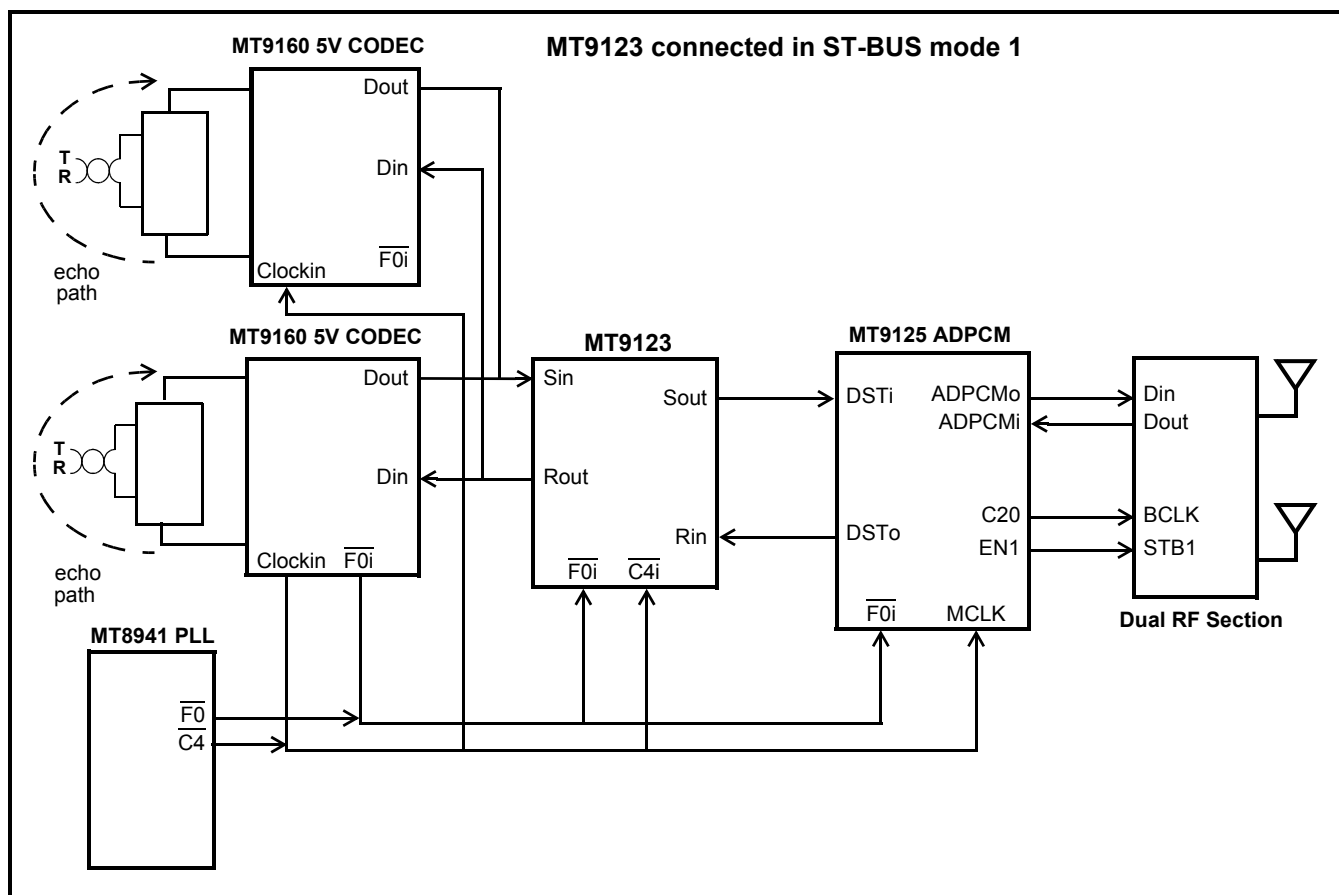 MT9123 connected in ST-BUS mode 1
MT9160 5V CODEC
Dout
Din
F0i
Clockin
T
R
echo
path
MT9160 5V CODEC
Dout
Din
Clockin
F0i
T
R
echo
path
MT9123
Sin
Sout
Rout
Rin
F0i
C4i
MT9125 ADPCM
DSTi
ADPCMo
ADPCMi
C20
DSTo
EN1
F0i
MCLK
Din
Dout
BCLK
STB1
Dual RF Section
MT8941 PLL
F0
C4